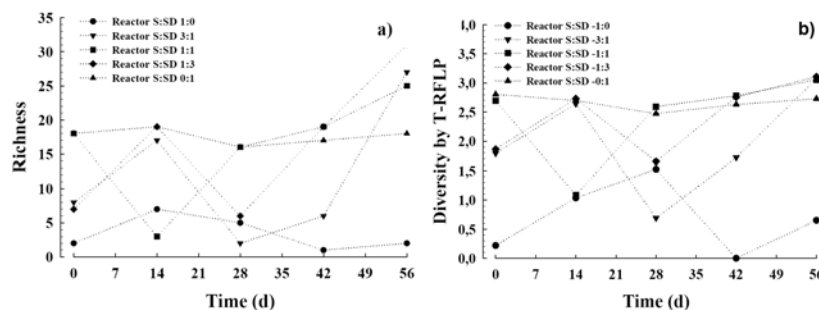 a)
Reactor S:SD 1:0
Reactor S:SD 3:1
Reactor S:SD 1:1
Reactor S:SD 1:3
Reactor S:SD 0:1
35
30
25
20
15
10
5
0
Richness
0 7 14 21 28 35 42 49 56
Time (d)
b)
Reactor S:SD -1:0
Reactor S:SD -3:1
Reactor S:SD -1:1
Reactor S:SD -1:3
Reactor S:SD -0:1
4,0
3,5
3,0
2,5
2,0
1,5
1,0
0,5
0,0
Diversity by T-RFLP
0 7 14 21 28 35 42 49 56
Time (d)